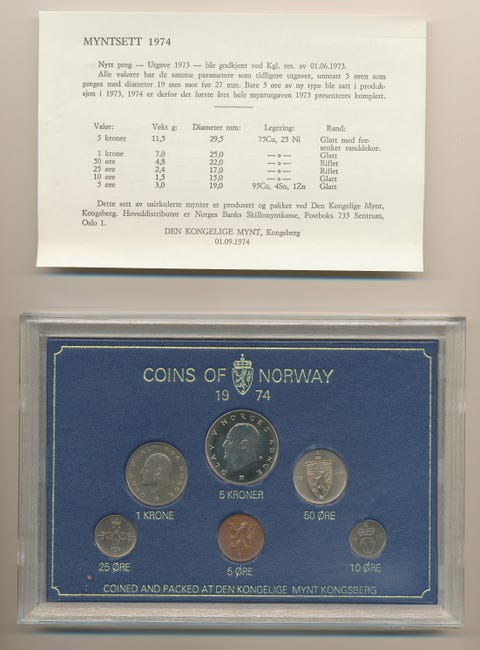 MYNTSETT 1974
Nytt preg — Utgave 1973 — ble godkjent ved Kgl. res. av 01.06.1973.
Alle valører har de samme parametere som tidligere utgaver, unntatt 5 øren som
preges med diameter 19 mm mot før 27 mm. Bare 5 øre av ny type ble satt i produk-
sjon i 1973, 1974 er derfor det første året hele myntutgaven 1973 presenteres komplett.
Valør: Vekt g: Diameter mm: Legering: Rand:
5 kroner 11,5 29,5 75Cu, 25 Ni Glatt med for-
senket randdekor.
1 krone 7,0 25,0 —»— Glatt
50 øre 4,8 22,0 —»— Riflet
25 øre 2,4 17,0 —»— Riflet
10 øre 1,5 15,0 —»— Glatt
5 øre 3,0 19,0 95Cu, 4Sn, 1Zn Glatt
Dette sett av usirkulerte mynter er produsert og pakket ved Den Kongelige Mynt,
Kongsberg. Hoveddistributør er Norges Banks Skillemyntkasse, Postboks 735 Sentrum,
Oslo 1.
DEN KONGELIGE MYNT, Kongsberg
01.09.1974
COINS OF NORWAY
19 74
OLAV V NORGES KONGE
5 KRONER
1 KRONE
50 ØRE
25 ØRE
5 ØRE
10 ØRE
COINED AND PACKED AT DEN KONGELIGE MYNT KONGSBERG